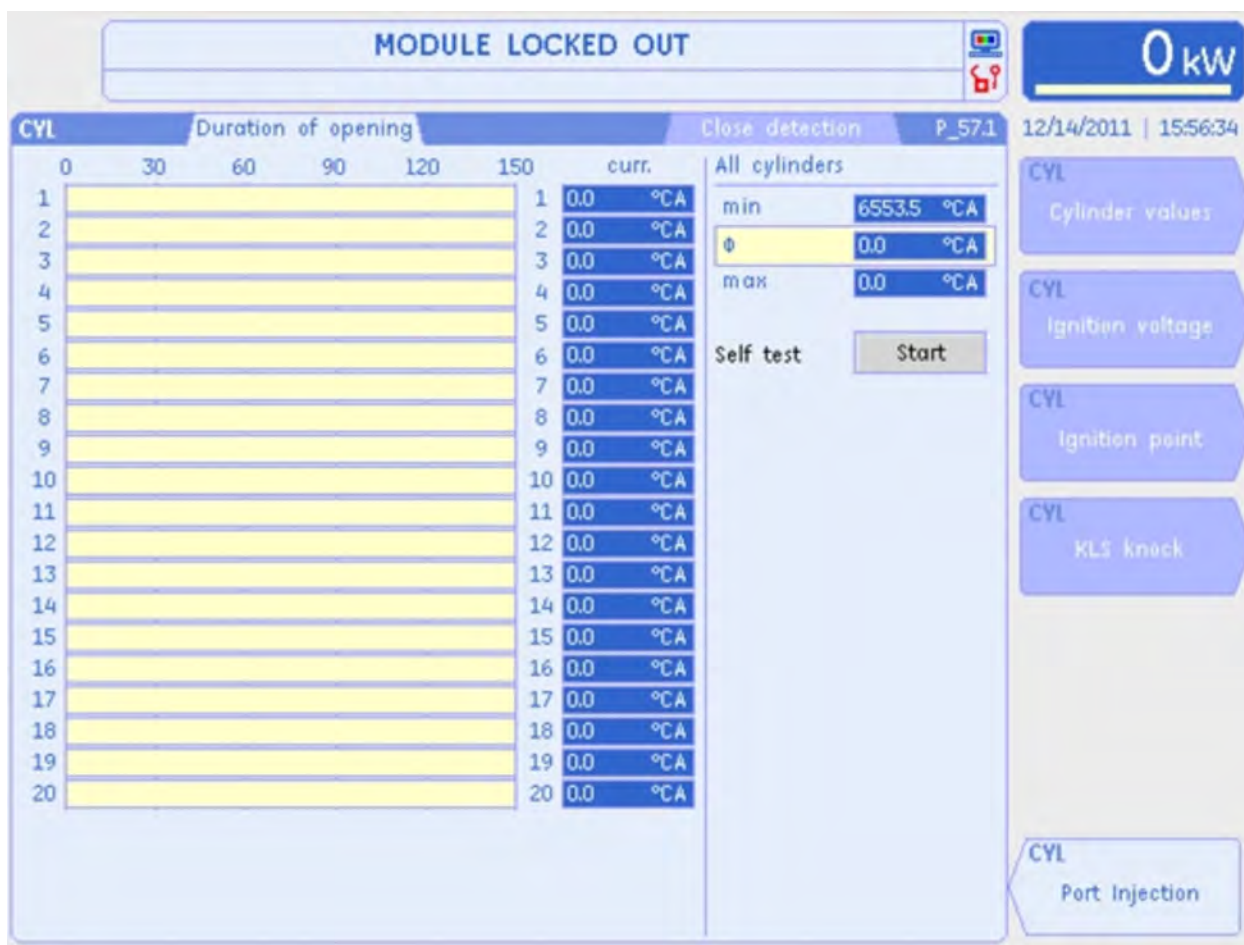 MODULE LOCKED OUT
0 kW
CYL Duration of opening Close detection P_57.1
12/14/2011 | 15:56:34
0 30 60 90 120 150 curr.
1 1 0.0 °CA
2 2 0.0 °CA
3 3 0.0 °CA
4 4 0.0 °CA
5 5 0.0 °CA
6 6 0.0 °CA
7 7 0.0 °CA
8 8 0.0 °CA
9 9 0.0 °CA
10 10 0.0 °CA
11 11 0.0 °CA
12 12 0.0 °CA
13 13 0.0 °CA
14 14 0.0 °CA
15 15 0.0 °CA
16 16 0.0 °CA
17 17 0.0 °CA
18 18 0.0 °CA
19 19 0.0 °CA
20 20 0.0 °CA
All cylinders
min 6553.5 °CA
Φ 0.0 °CA
max 0.0 °CA
Self test Start
CYL
Cylinder values
CYL
Ignition voltage
CYL
Ignition point
CYL
KLS knock
CYL
Port Injection